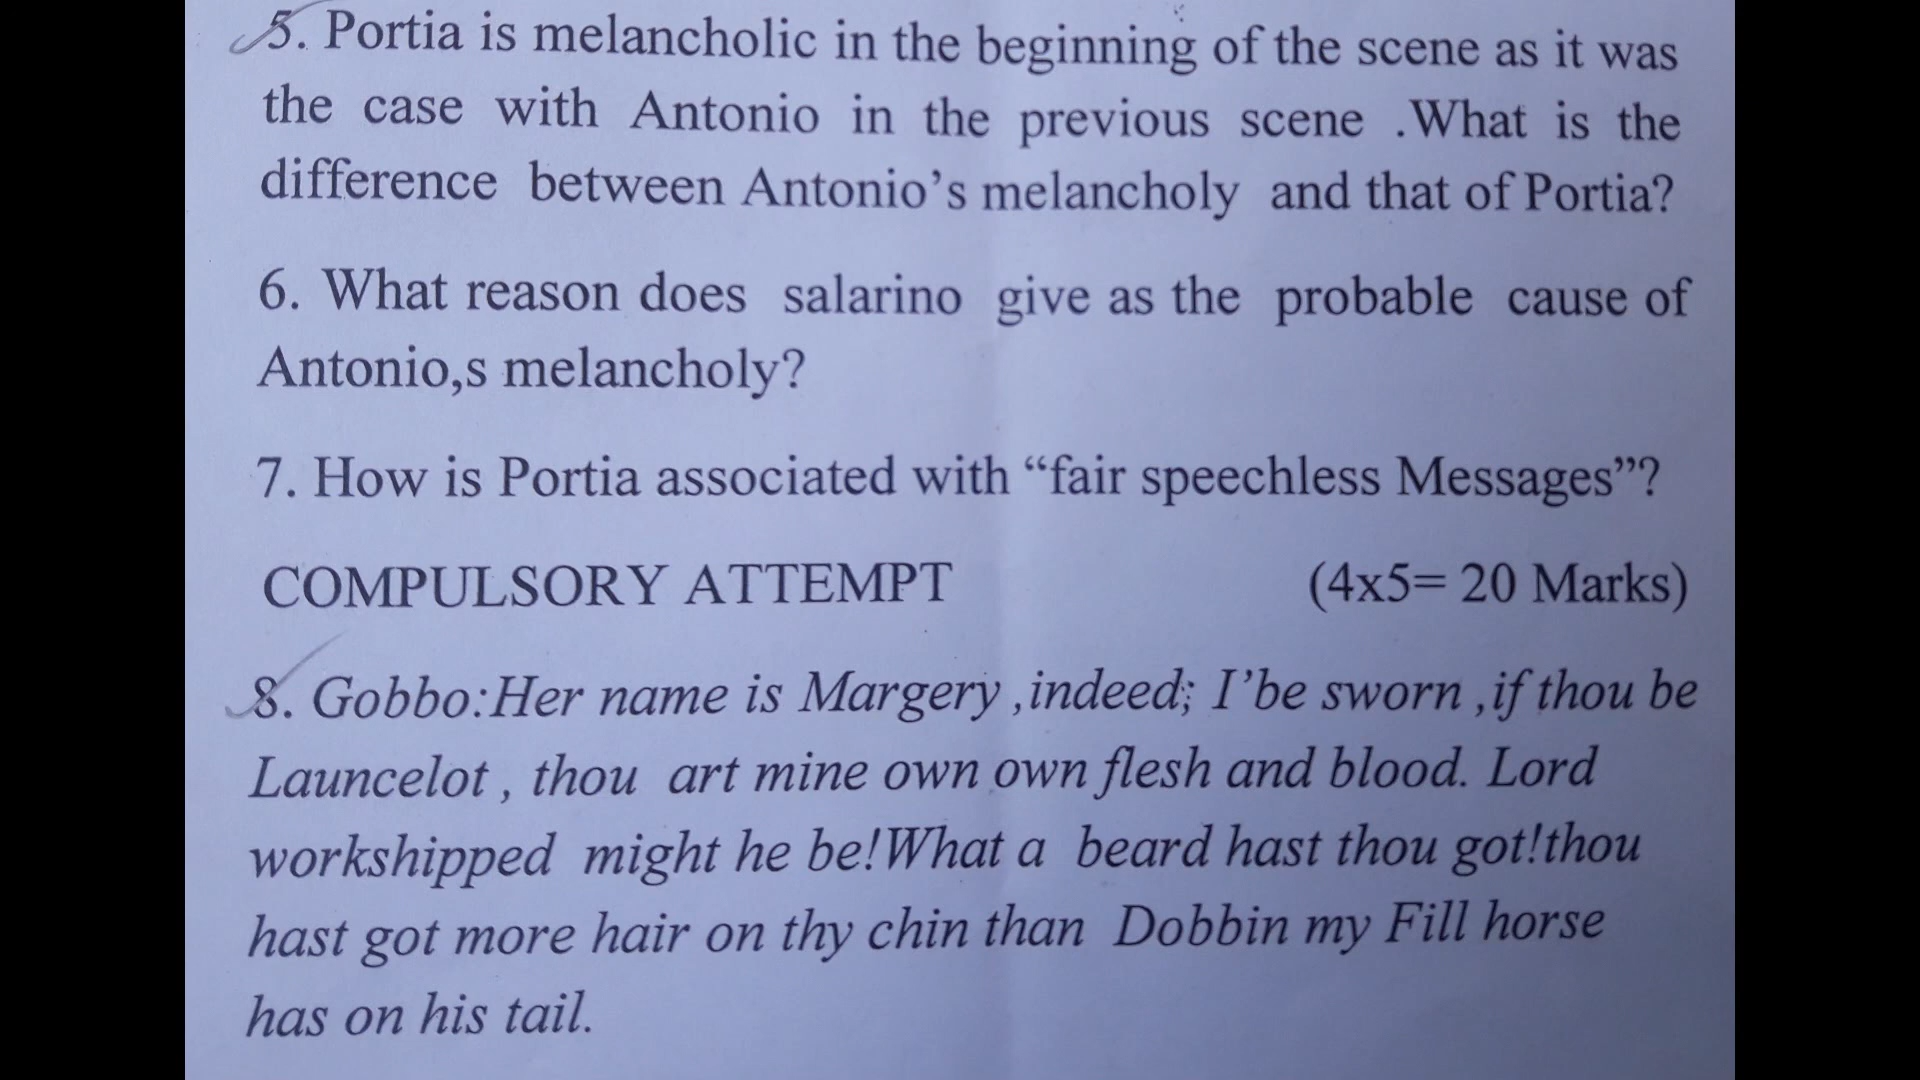 5. Portia is melancholic in the beginning of the scene as it was
the case with Antonio in the previous scene .What is the
difference between Antonio’s melancholy and that of Portia?
6. What reason does salarino give as the probable cause of
Antonio,s melancholy?
7. How is Portia associated with “fair speechless Messages”?
COMPULSORY ATTEMPT (4x5= 20 Marks)
8. Gobbo:Her name is Margery ,indeed; I’be sworn ,if thou be
Launcelot , thou art mine own own flesh and blood. Lord
workshipped might he be!What a beard hast thou got!thou
hast got more hair on thy chin than Dobbin my Fill horse
has on his tail.